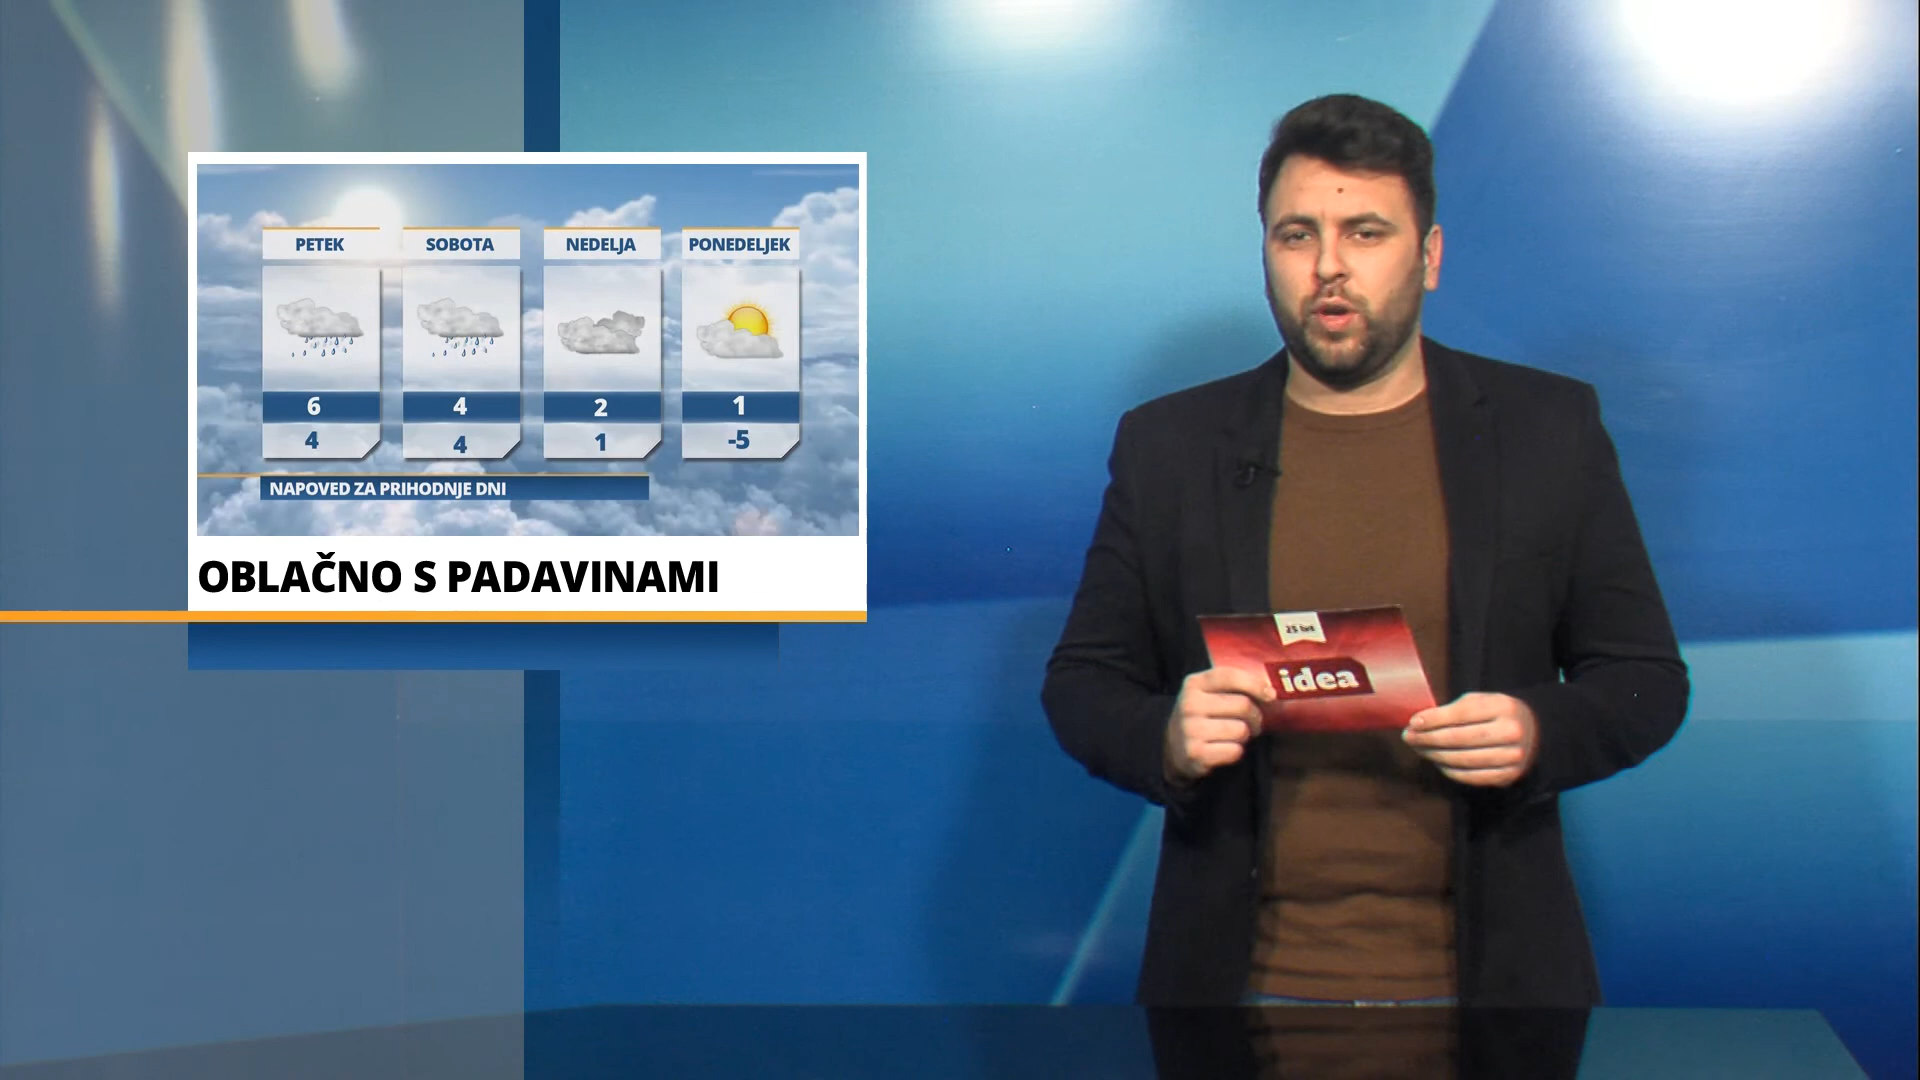 PETEK SOBOTA NEDELJA PONEDELJEK
6 4 2 1
4 4 1 -5
NAPOVED ZA PRIHODNJE DNI
OBLAČNO S PADAVINAMI
25 let
idea